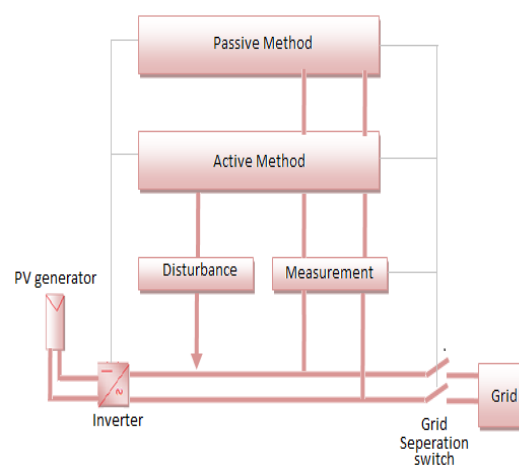 Passive Method
Active Method
Disturbance
Measurement
PV generator
Inverter
Grid
Grid
Seperation
switch